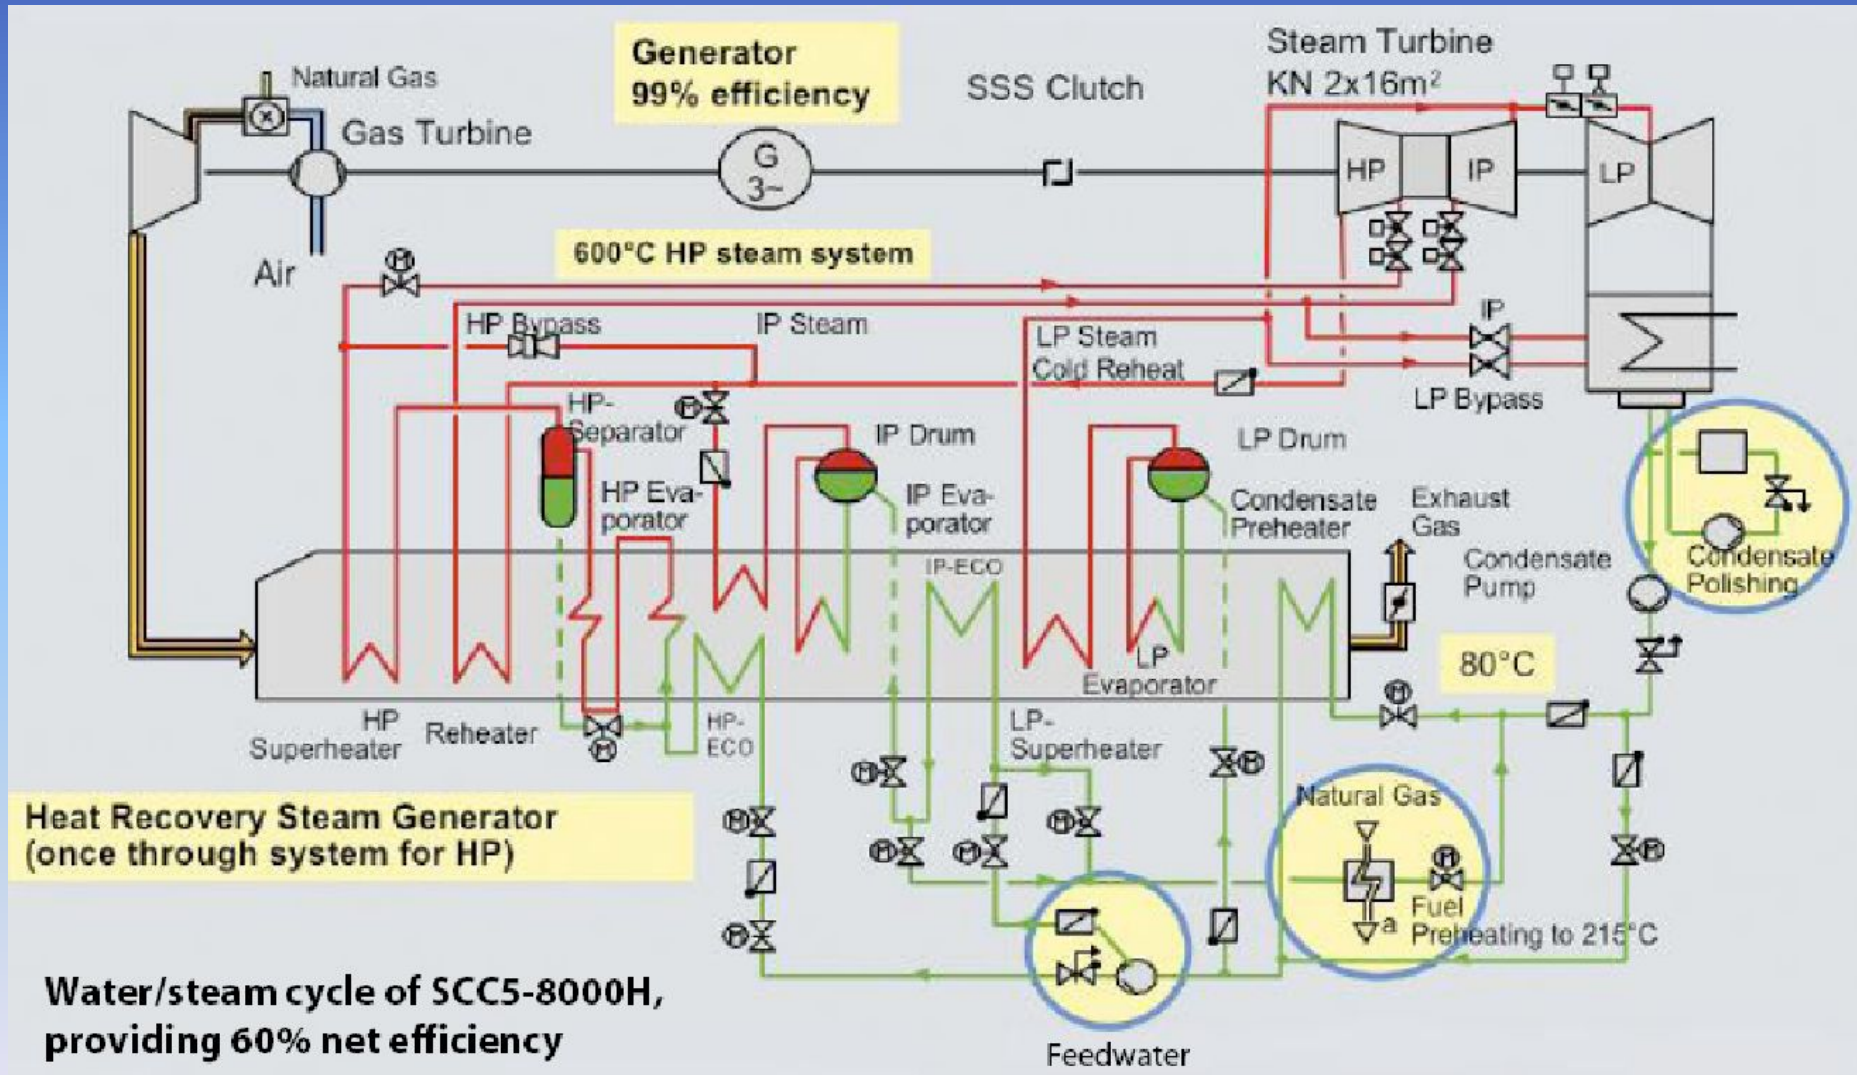 Natural Gas
Gas Turbine
Air
Generator
99% efficiency
G
3~
SSS Clutch
Steam Turbine
KN 2x16m²
HP
IP
LP
600°C HP steam system
M
HP Bypass
IP Steam
LP Steam
Cold Reheat
IP
LP Bypass
HP-
Separator
M
IP Drum
LP Drum
HP Eva-
porator
IP Eva-
porator
Condensate
Preheater
Exhaust
Gas
Condensate
Pump
Condensate
Polishing
IP-ECO
LP
Evaporator
80°C
M
HP
Superheater
Reheater
M
HP-
ECO
LP-
Superheater
M
M
Natural Gas
M
M
M
M
M
M
a
Fuel
Preheating to 215°C
M
Heat Recovery Steam Generator
(once through system for HP)
Water/steam cycle of SCC5-8000H,
providing 60% net efficiency
Feedwater